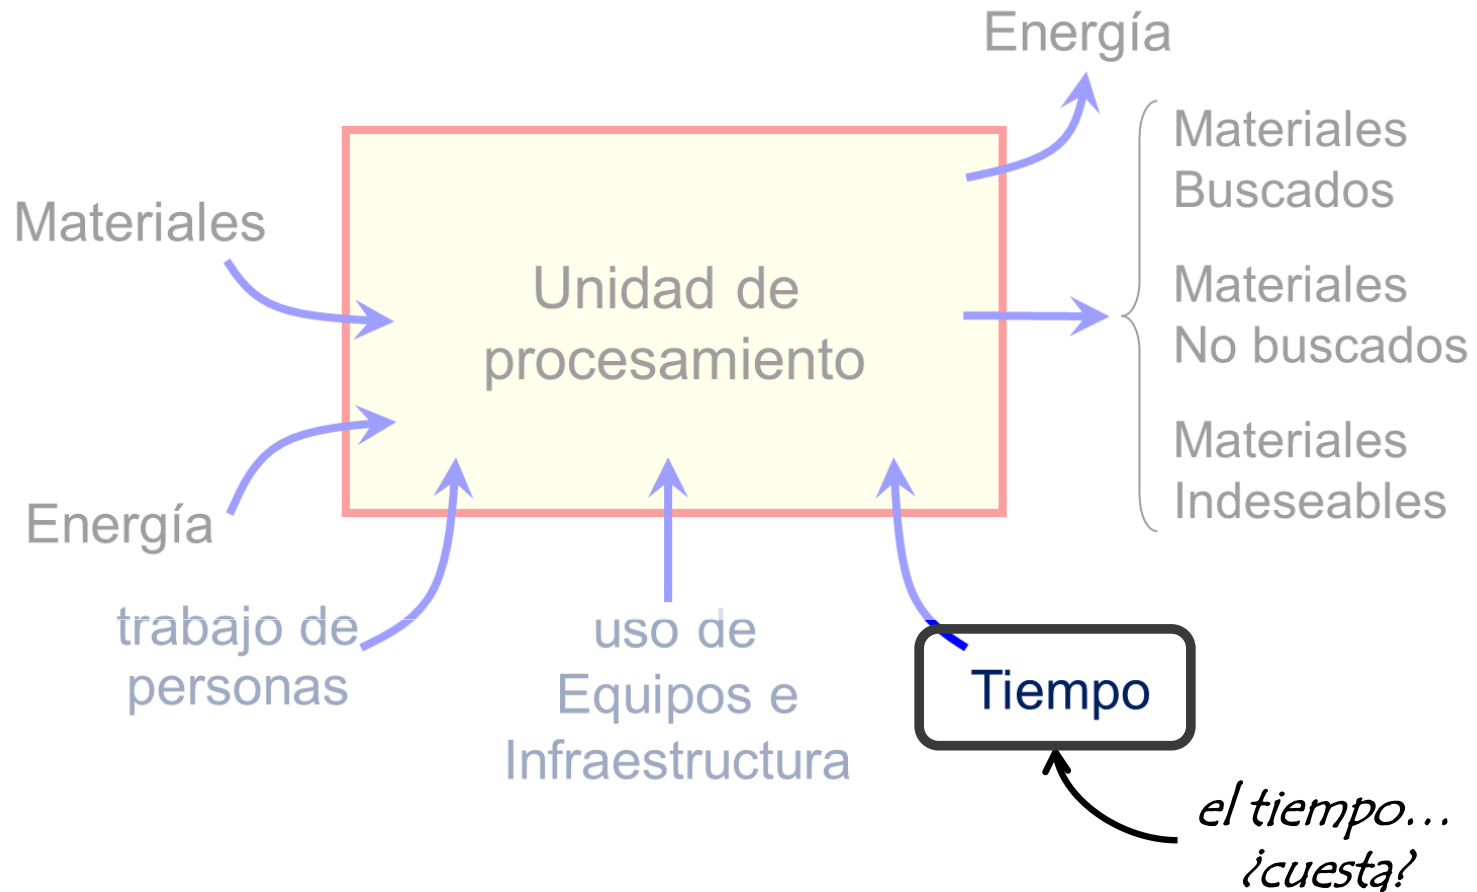 Energía
Materiales
Buscados
Materiales
No buscados
Materiales
Indeseables
Materiales
Energía
Unidad de
procesamiento
trabajo de
personas
uso de
Equipos e
Infraestructura
Tiempo
el tiempo...
¿cuesta?